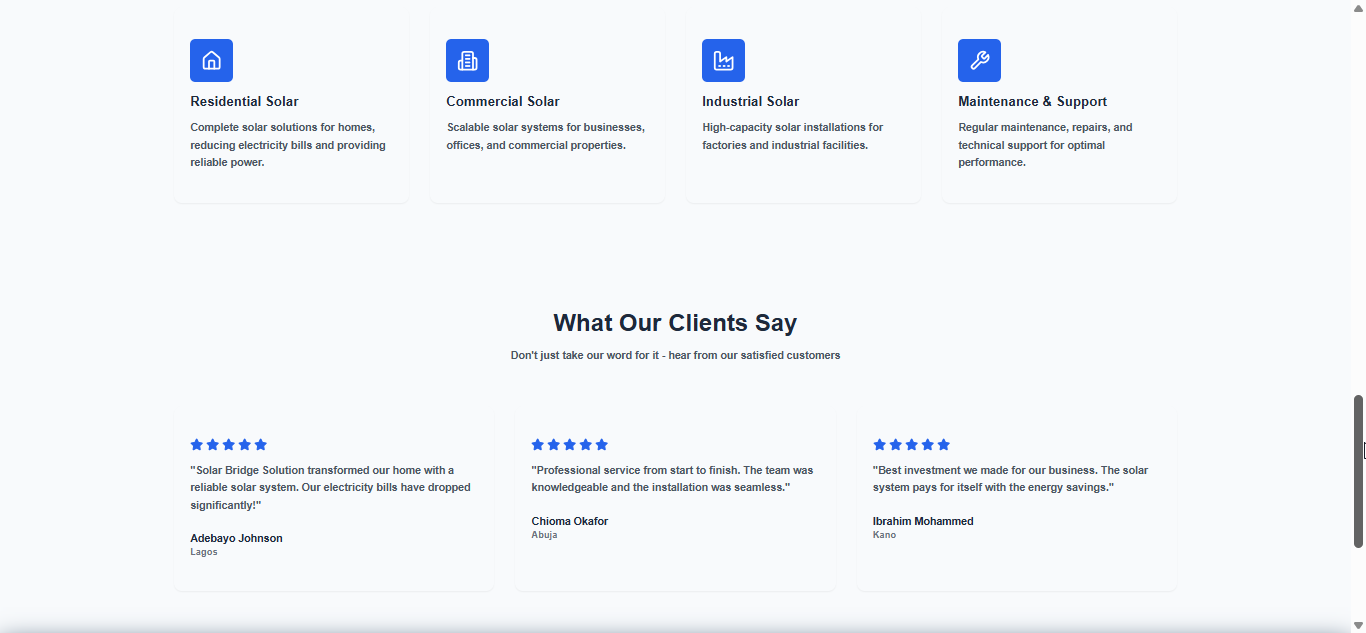 Residential Solar
Complete solar solutions for homes,
reducing electricity bills and providing
reliable power.
Commercial Solar
Scalable solar systems for businesses,
offices, and commercial properties.
Industrial Solar
High-capacity solar installations for
factories and industrial facilities.
Maintenance & Support
Regular maintenance, repairs, and
technical support for optimal
performance.
What Our Clients Say
Don't just take our word for it - hear from our satisfied customers
"Solar Bridge Solution transformed our home with a
reliable solar system. Our electricity bills have dropped
significantly!"
Adebayo Johnson
Lagos
"Professional service from start to finish. The team was
knowledgeable and the installation was seamless."
Chioma Okafor
Abuja
"Best investment we made for our business. The solar
system pays for itself with the energy savings."
Ibrahim Mohammed
Kano